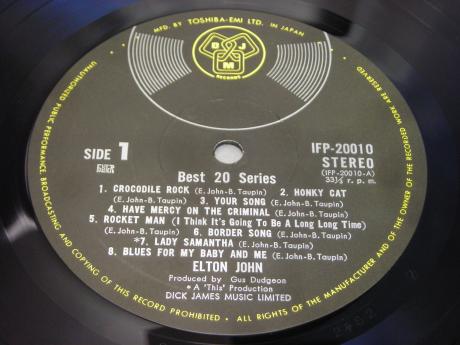 MFD. BY TOSHIBA-EMI LTD. IN JAPAN
DJM
RECORDS
IFP-20010
STEREO
(IFP-20010-A)
33⅓ r. p. m.
SIDE 1
Best 20 Series
1. CROCODILE ROCK (E. John-B. Taupin) 2. HONKY CAT
(E. John-B. Taupin) 3. YOUR SONG (E. John-B. Taupin)
4. HAVE MERCY ON THE CRIMINAL (E. John-B. Taupin)
5. ROCKET MAN (I Think It's Going To Be A Long Long Time)
(E. John-B. Taupin) 6. BORDER SONG (E. John-B. Taupin)
*7. LADY SAMANTHA (E. John-B. Taupin)
8. BLUES FOR MY BABY AND ME (E. John-B. Taupin)
ELTON JOHN
Produced by Gus Dudgeon
* A 'This' Production
DICK JAMES MUSIC LIMITED
UNAUTHORIZED PUBLIC PERFORMANCE, BROADCASTING AND COPYING OF THIS RECORD PROHIBITED • ALL RIGHTS OF THE MANUFACTURER AND OF THE OWNER OF THE RECORDED WORK ARE RESERVED